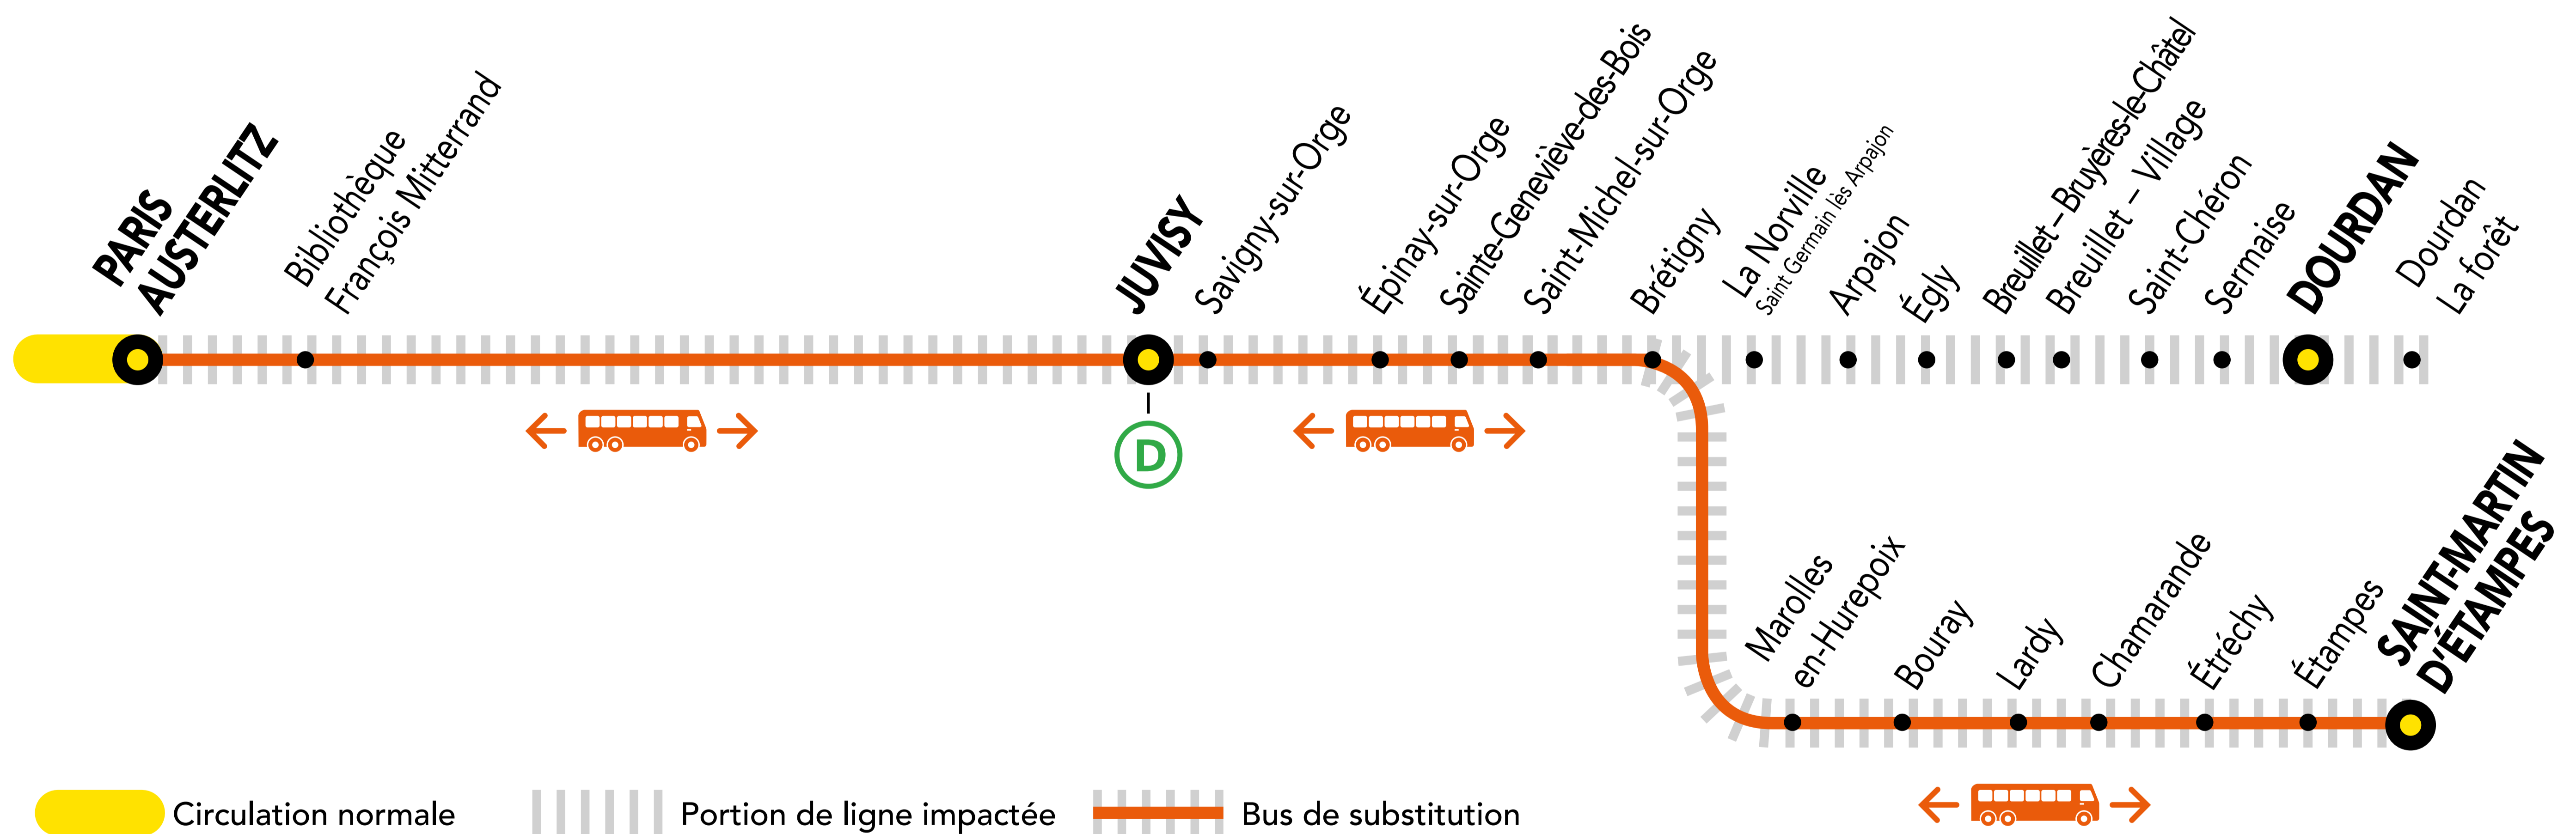 PARIS
AUSTERLITZ
Bibliothèque
François Mitterrand
JUVISY
Savigny-sur-Orge
Épinay-sur-Orge
Sainte-Geneviève-des-Bois
Saint-Michel-sur-Orge
Brétigny
La Norville
Saint Germain lès Arpajon
Arpajon
Égly
Breuillet – Bruyères-le-Châtel
Breuillet – Village
Saint-Chéron
Sermaise
DOURDAN
Dourdan
La forêt
D
Marolles
en-Hurepoix
Bouray
Lardy
Chamarande
Étréchy
Étampes
SAINT-MARTIN
D'ÉTAMPES
Circulation normale
Portion de ligne impactée
Bus de substitution